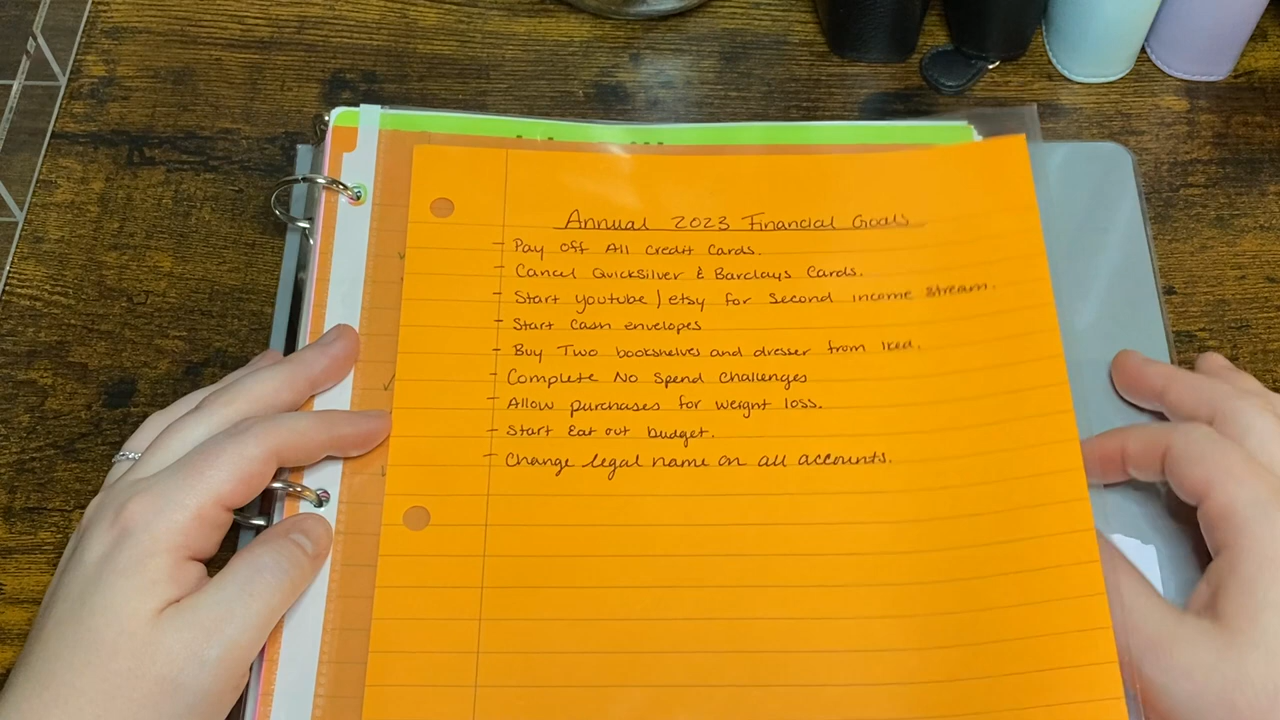 Annual 2023 Financial Goals
- Pay off All Credit Cards.
- Cancel Quicksilver & Barclays Cards.
- Start Youtube / etsy for Second income stream.
- Start Cash envelopes
- Buy Two bookshelves and dresser from Ikea.
- Complete No Spend Challenges
- Allow purchases for weight loss.
- Start Eat out budget.
- Change legal name on all accounts.